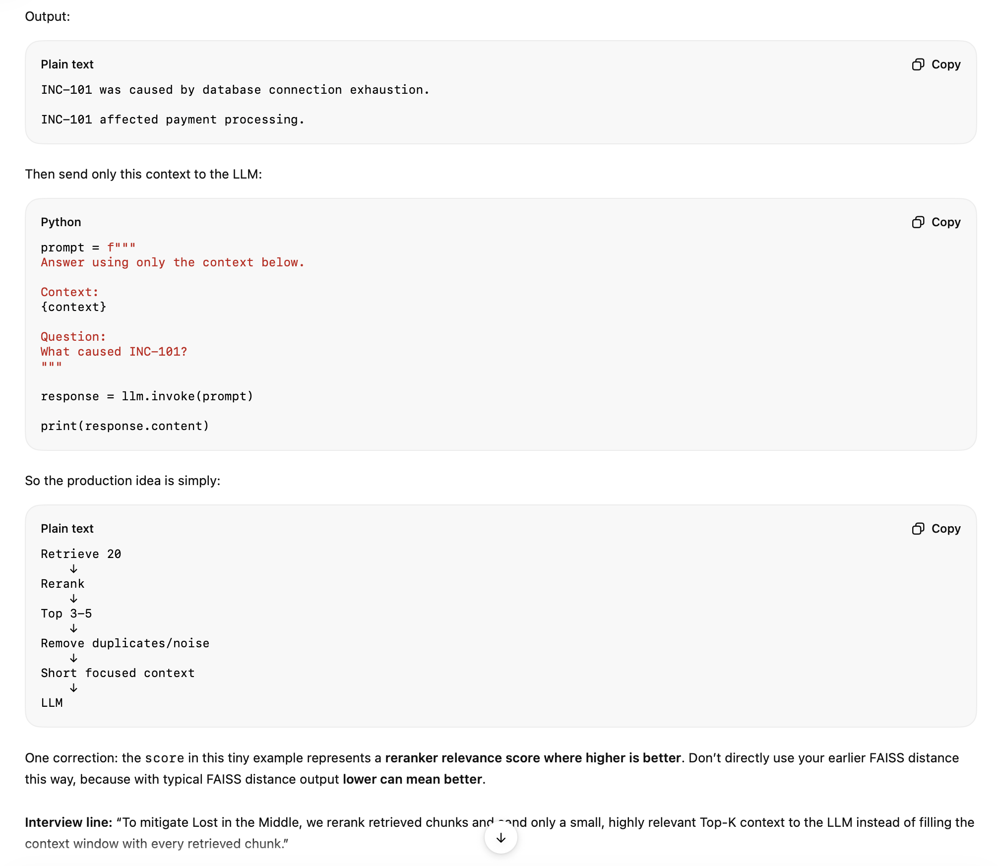 Output:
Plain text
Copy
INC–101 was caused by database connection exhaustion.
INC–101 affected payment processing.
Then send only this context to the LLM:
Python
Copy
prompt = f"""
Answer using only the context below.
Context:
{context}
Question:
What caused INC–101?
"""
response = llm.invoke(prompt)
print(response.content)
So the production idea is simply:
Plain text
Copy
Retrieve 20
↓
Rerank
↓
Top 3–5
↓
Remove duplicates/noise
↓
Short focused context
↓
LLM
One correction: the score in this tiny example represents a reranker relevance score where higher is better. Don’t directly use your earlier FAISS distance
this way, because with typical FAISS distance output lower can mean better.
Interview line: “To mitigate Lost in the Middle, we rerank retrieved chunks and send only a small, highly relevant Top-K context to the LLM instead of filling the
context window with every retrieved chunk.”